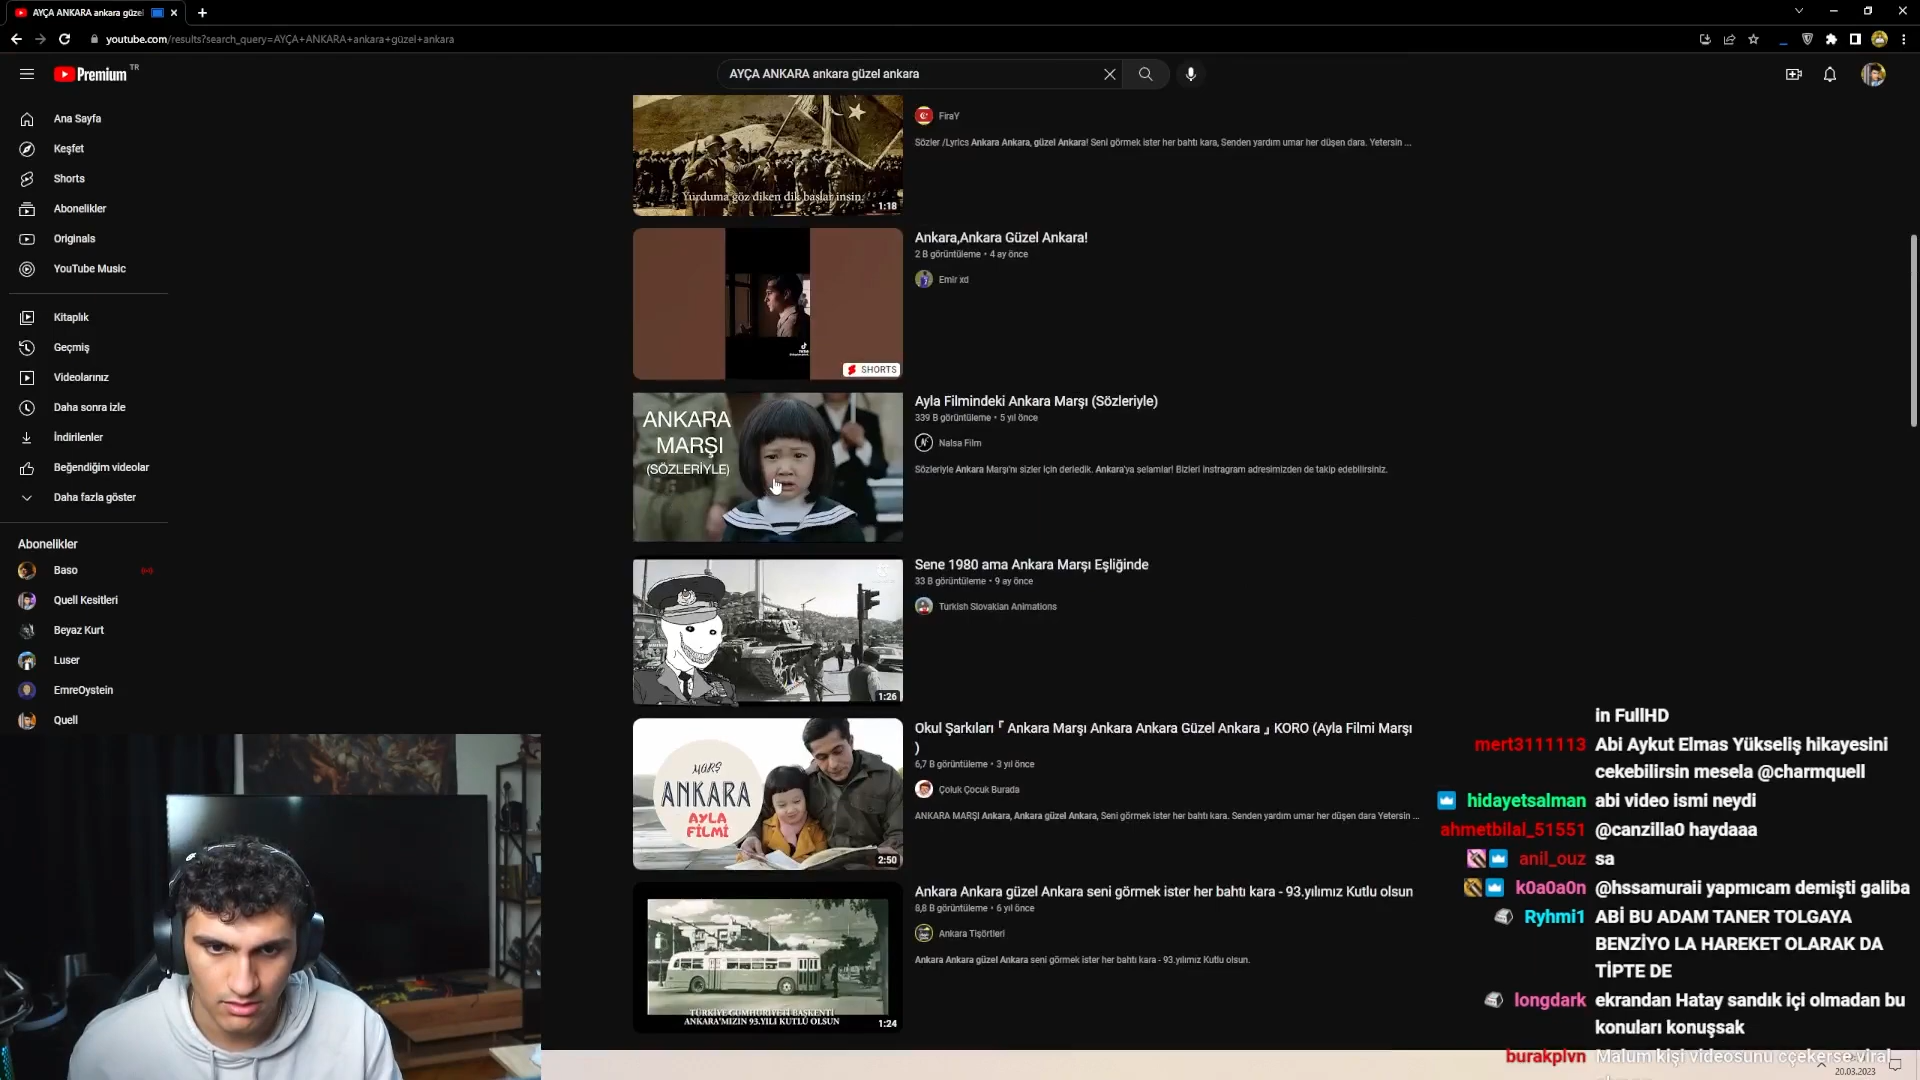 AYÇA ANKARA ankara güzel
youtube.com/results?search_query=AYÇA+ANKARA+ankara+güzel+ankara
Premium TR
AYÇA ANKARA ankara güzel ankara
Ana Sayfa
Keşfet
Shorts
Abonelikler
Originals
YouTube Music
Kitaplık
Geçmiş
Videolarınız
Daha sonra izle
İndirilenler
Beğendiğim videolar
Daha fazla göster
Abonelikler
Baso
Quell Kesitleri
Beyaz Kurt
Luser
EmreOystein
Quell
Yurduma göz diken dik başlar insin
1:18
FiraY
Sözler /Lyrics Ankara Ankara, güzel Ankara! Seni görmek ister her bahtı kara, Senden yardım umar her düşen dara. Yetersin ...
SHORTS
Ankara,Ankara Güzel Ankara!
2 B görüntüleme • 4 ay önce
Emir xd
ANKARA
MARŞI
(SÖZLERİYLE)
Ayla Filmindeki Ankara Marşı (Sözleriyle)
339 B görüntüleme • 5 yıl önce
Nalsa Film
Sözleriyle Ankara Marşı'nı sizler için derledik. Ankara'ya selamlar! Bizleri Instragram adresimizden de takip edebilirsiniz.
1:26
Sene 1980 ama Ankara Marşı Eşliğinde
33 B görüntüleme • 9 ay önce
Turkish Slovakian Animations
MARŞ
ANKARA
AYLA
FİLMİ
2:50
Okul Şarkıları『 Ankara Marşı Ankara Ankara Güzel Ankara 』KORO (Ayla Filmi Marşı
)
6,7 B görüntüleme • 3 yıl önce
Çoluk Çocuk Burada
ANKARA MARŞI Ankara, Ankara güzel Ankara, Seni görmek ister her bahtı kara. Senden yardım umar her düşen dara Yetersin ...
TÜRKİYE CUMHURİYETİ BAŞKENTİ
ANKARA'MIZIN 93.YILI KUTLU OLSUN
1:24
Ankara Ankara güzel Ankara seni görmek ister her bahtı kara - 93.yılımız Kutlu olsun
8,8 B görüntüleme • 6 yıl önce
Ankara Tişörtleri
Ankara Ankara güzel Ankara seni görmek ister her bahtı kara - 93.yılımız Kutlu olsun.
in FullHD
mert3111113 Abi Aykut Elmas Yükseliş hikayesini
cekebilirsin mesela @charmquell
hidayetsalman abi video ismi neydi
ahmetbilal_51551 @canzilla0 haydaaa
anil_ouz sa
k0a0a0n @hssamuraii yapmıcam demişti galiba
Ryhmi1 ABİ BU ADAM TANER TOLGAYA
BENZİYO LA HAREKET OLARAK DA
TİPTE DE
longdark ekrandan Hatay sandık içi olmadan bu
konuları konuşsak
burakplvn Malum kişi videosunu cçekerse viral
20.03.2023